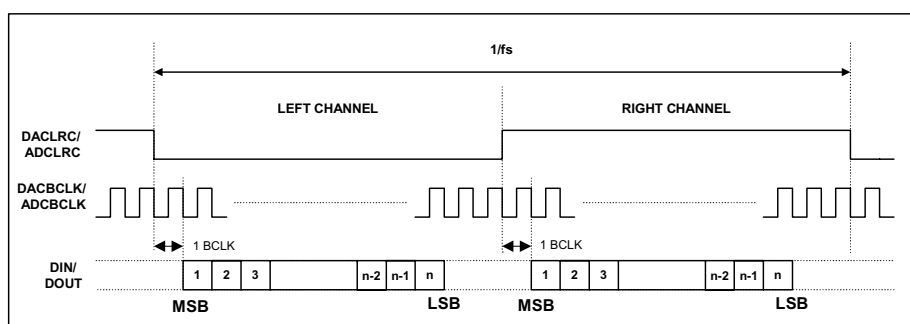 1/fs
LEFT CHANNEL
RIGHT CHANNEL
DACLRC/
ADCLRC
DACBCLK/
ADCBCLK
1 BCLK
1 BCLK
DIN/
DOUT
1 2 3 n-2 n-1 n
1 2 3 n-2 n-1 n
MSB
LSB
MSB
LSB